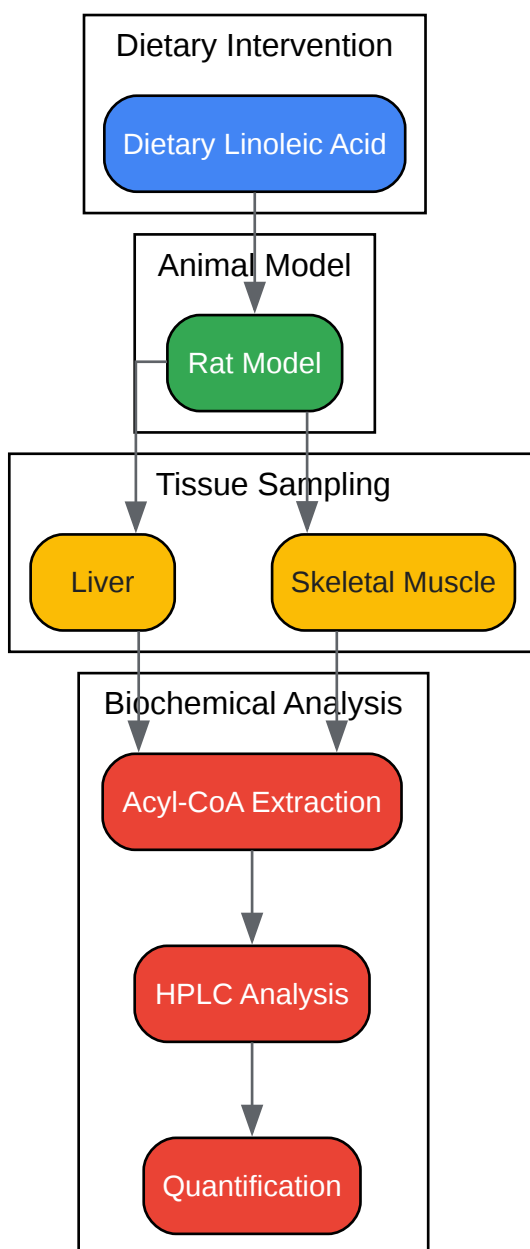 Dietary Intervention
Dietary Linoleic Acid
Animal Model
Rat Model
Tissue Sampling
Liver
Skeletal Muscle
Biochemical Analysis
Acyl-CoA Extraction
HPLC Analysis
Quantification